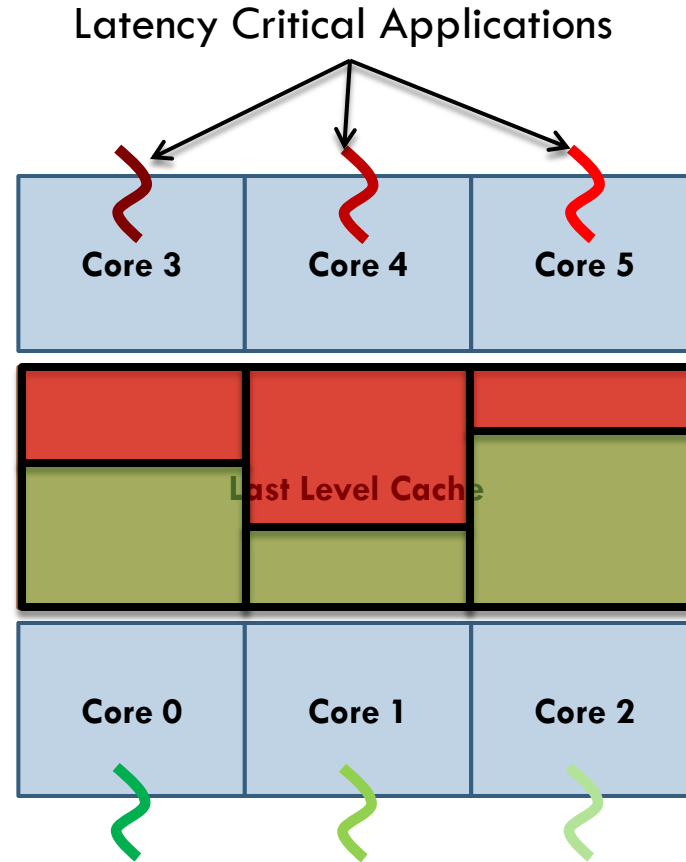 Latency Critical Applications
Core 3
Core 4
Core 5
Last Level Cache
Core 0
Core 1
Core 2